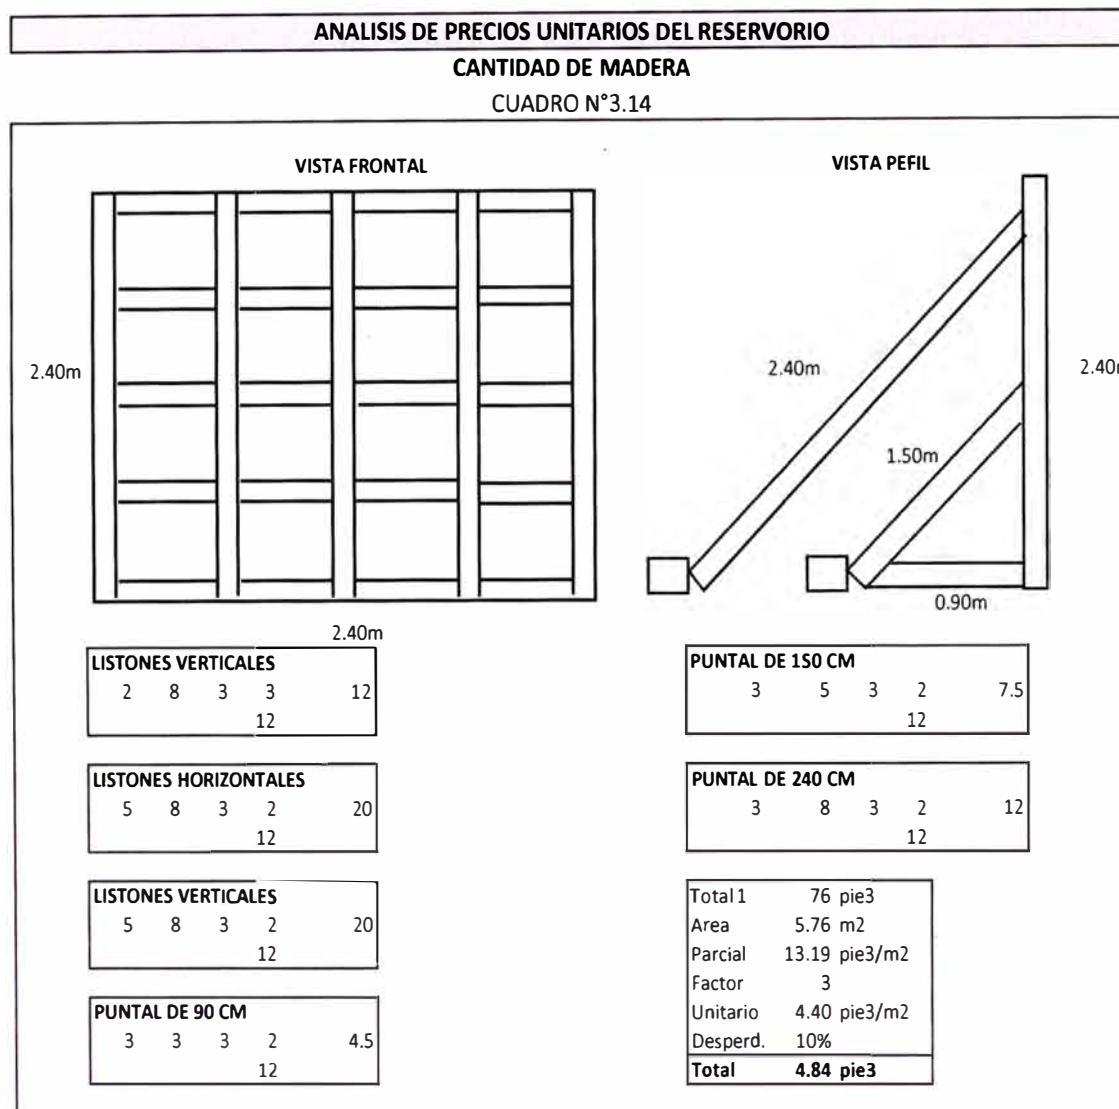 ANALISIS DE PRECIOS UNITARIOS DEL RESERVORIO
CANTIDAD DE MADERA
CUADRO N°3.14
VISTA FRONTAL
2.40m
2.40m
VISTA PEFIL
2.40m
2.40m
1.50m
0.90m
LISTONES VERTICALES
2 8 3 3 12
12
LISTONES HORIZONTALES
5 8 3 2 20
12
LISTONES VERTICALES
5 8 3 2 20
12
PUNTAL DE 90 CM
3 3 3 2 4.5
12
PUNTAL DE 150 CM
3 5 3 2 7.5
12
PUNTAL DE 240 CM
3 8 3 2 12
12
Total 1 76 pie3
Area 5.76 m2
Parcial 13.19 pie3/m2
Factor 3
Unitario 4.40 pie3/m2
Desperd. 10%
Total 4.84 pie3